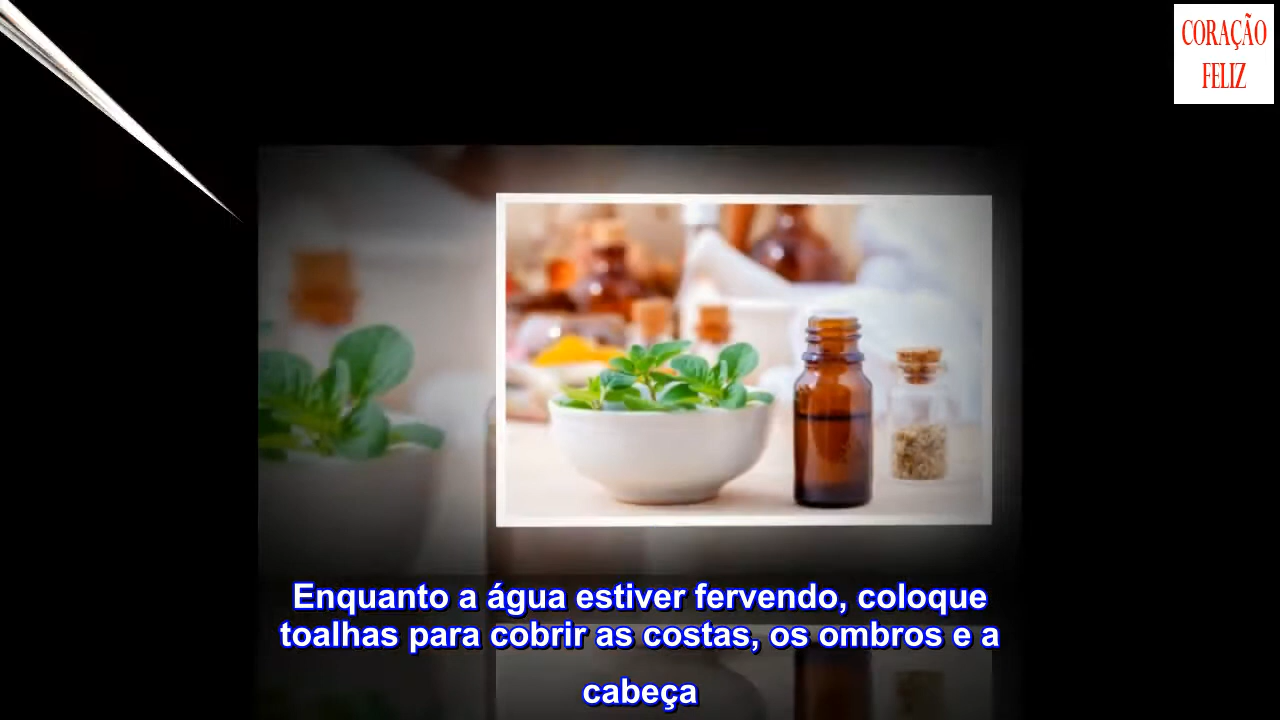 CORAÇÃO
FELIZ
Enquanto a água estiver fervendo, coloque
toalhas para cobrir as costas, os ombros e a
cabeça